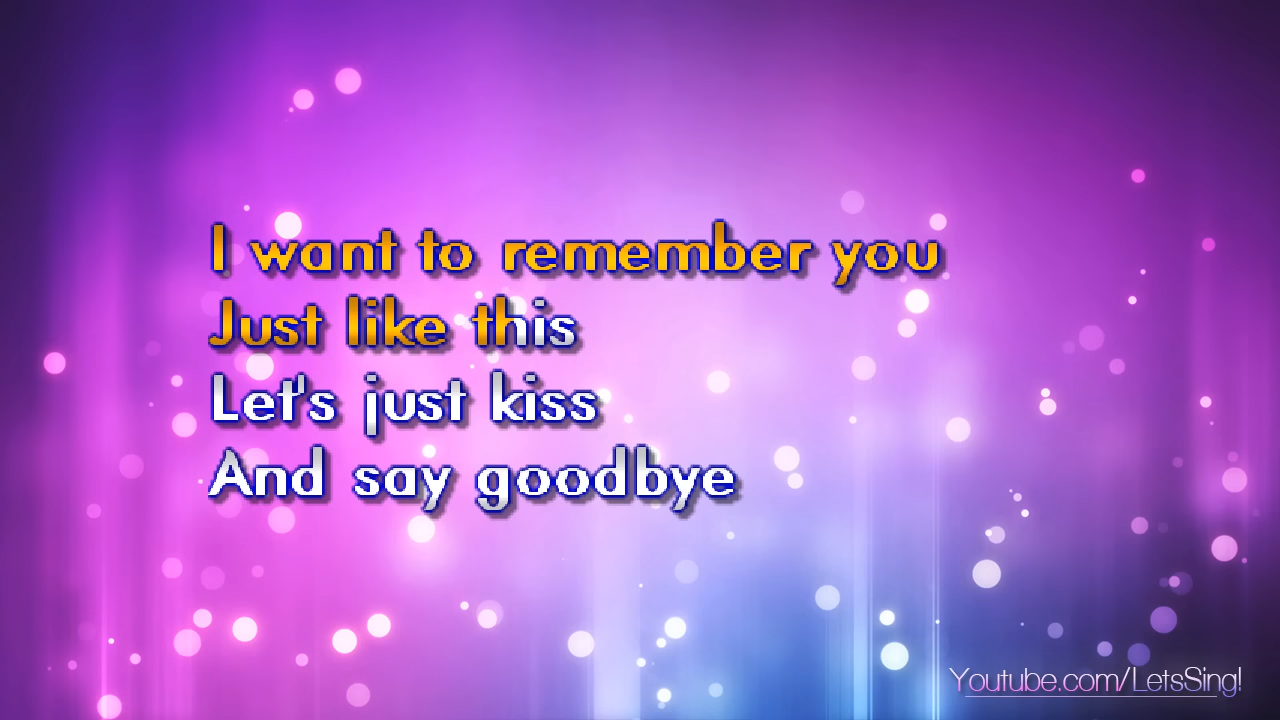 I want to remember you
Just like this
Let's just kiss
And say goodbye
Youtube.com/LetsSing!